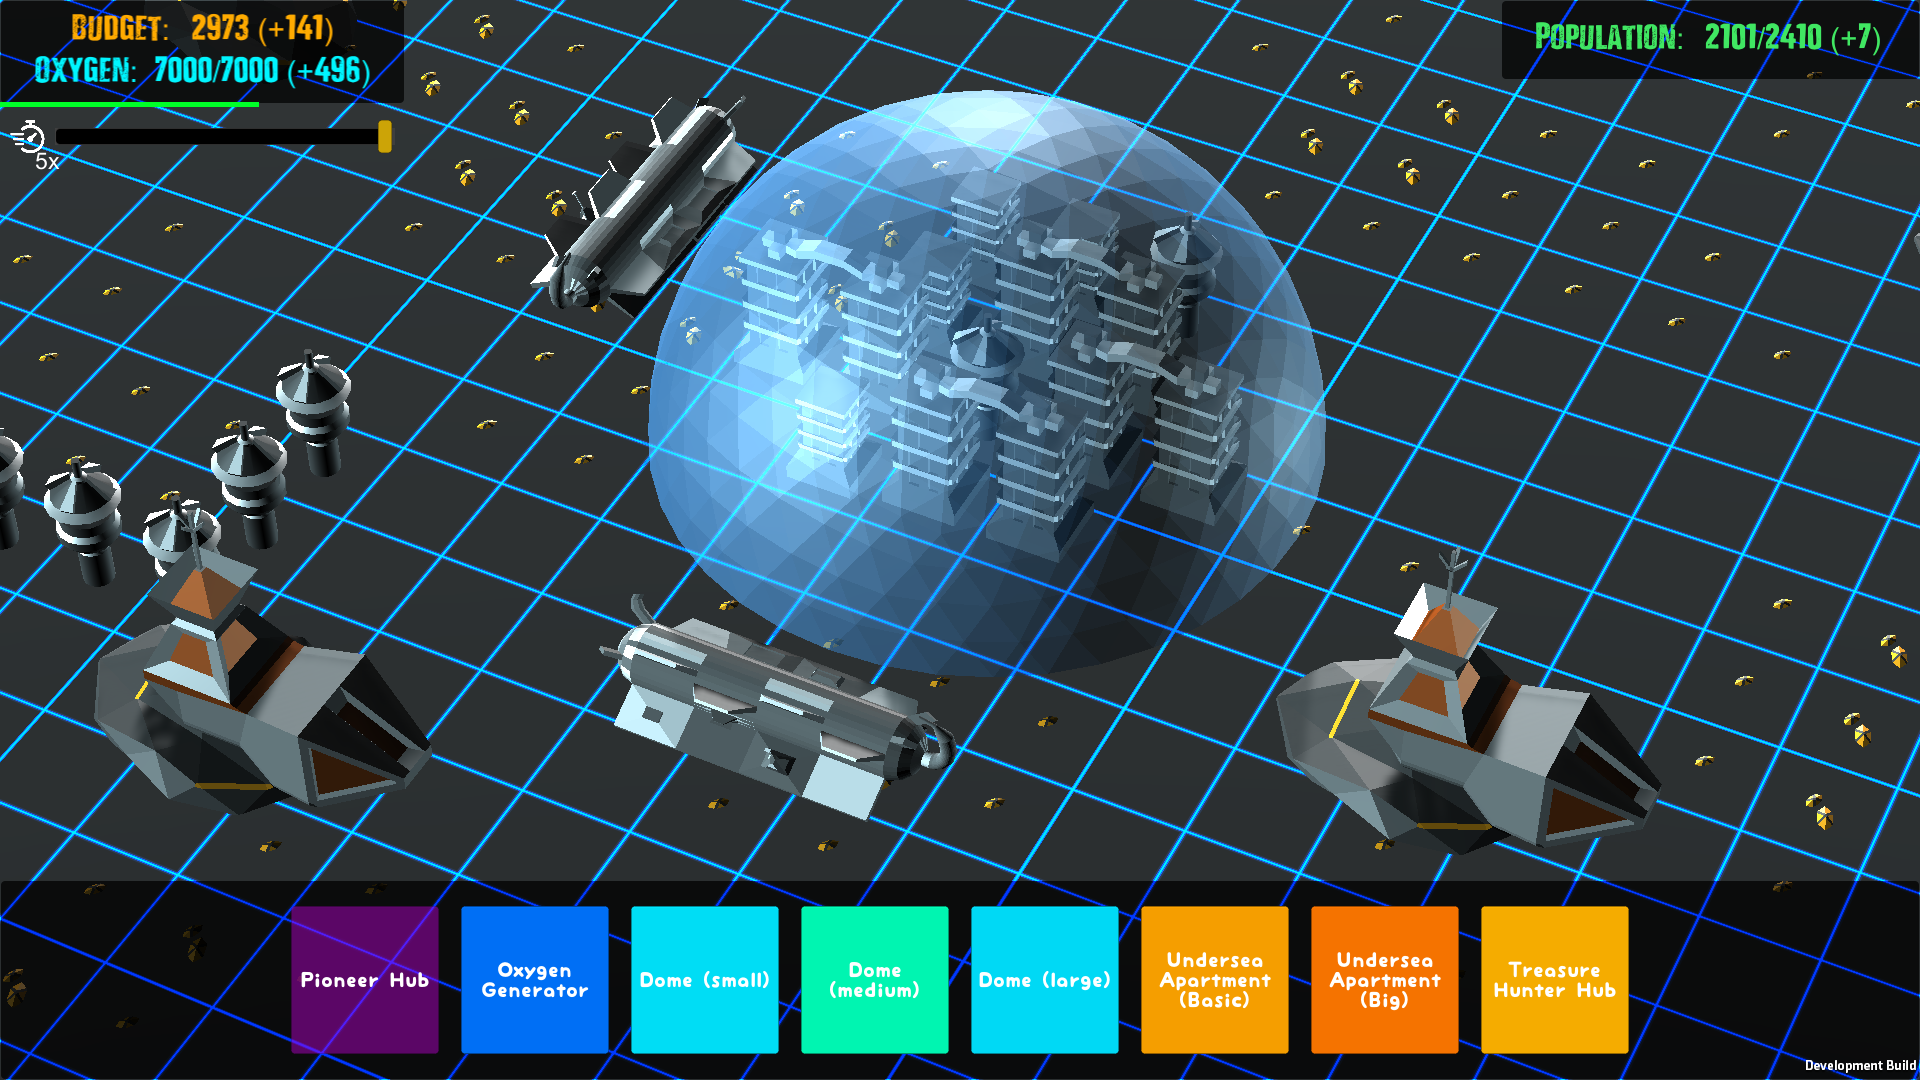 BUDGET: 2973 (+141)
OXYGEN: 7000/7000 (+496)
5x
POPULATION: 2101/2410 (+7)
Pioneer Hub
Oxygen
Generator
Dome (small)
Dome
(medium)
Dome (large)
Undersea
Apartment
(Basic)
Undersea
Apartment
(Big)
Treasure
Hunter Hub
Development Build